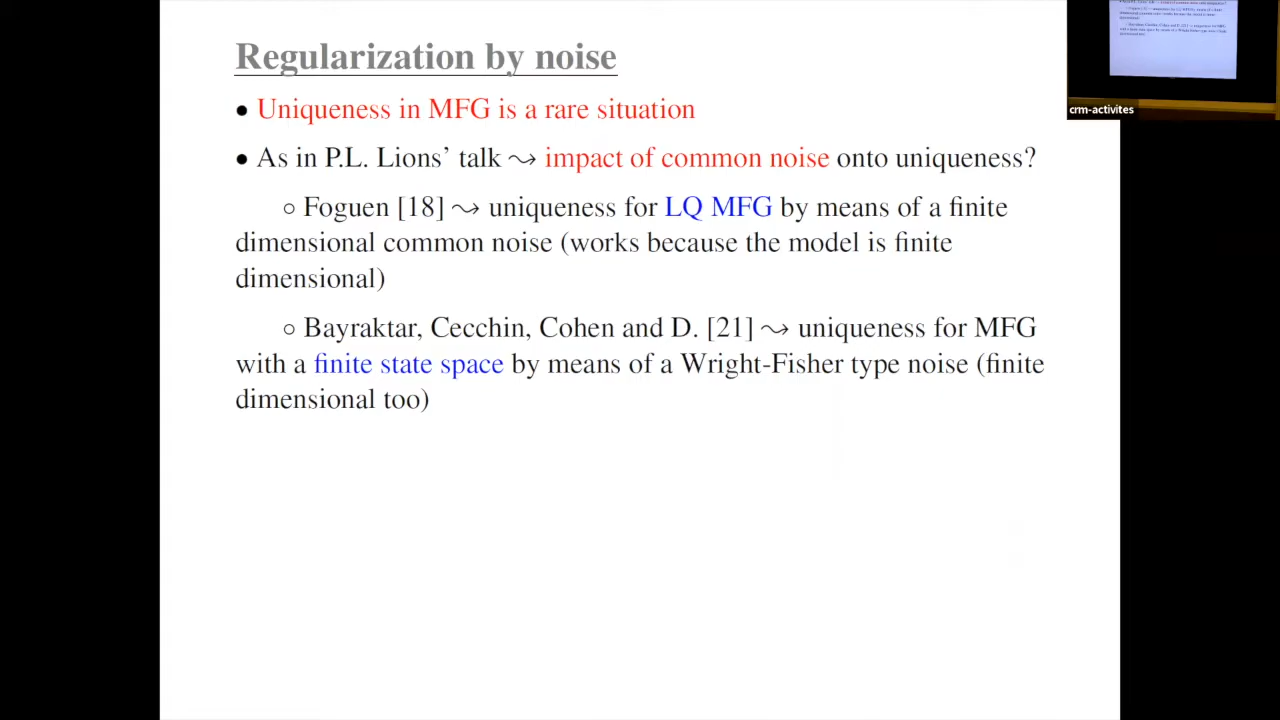 Regularization by noise
• Uniqueness in MFG is a rare situation
• As in P.L. Lions' talk ⇝ impact of common noise onto uniqueness?
○ Foguen [18] ⇝ uniqueness for LQ MFG by means of a finite
dimensional common noise (works because the model is finite
dimensional)
○ Bayraktar, Cecchin, Cohen and D. [21] ⇝ uniqueness for MFG
with a finite state space by means of a Wright-Fisher type noise (finite
dimensional too)
crm-activites